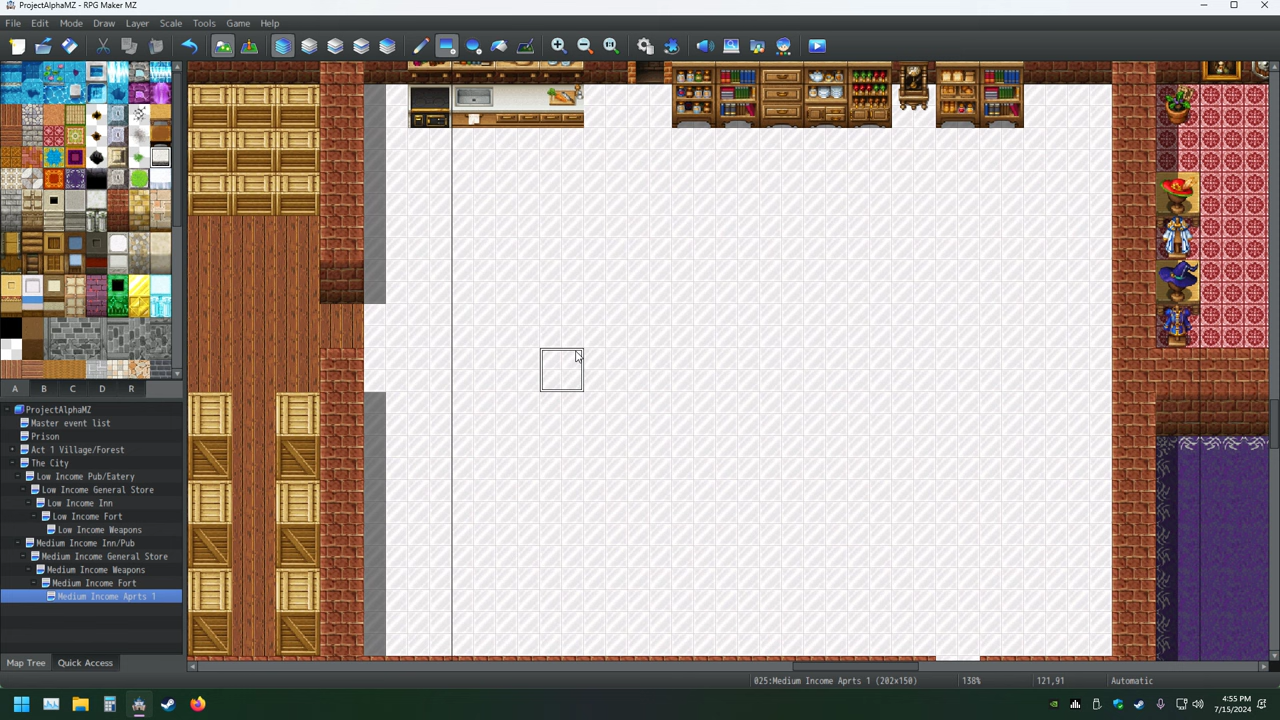 ProjectAlphaMZ - RPG Maker MZ
File Edit Mode Draw Layer Scale Tools Game Help
A B C D R
ProjectAlphaMZ
Master event list
Prison
Act 1 Village/Forest
The City
Low Income Pub/Eatery
Low Income General Store
Low Income Inn
Low Income Fort
Low Income Weapons
Medium Income Inn/Pub
Medium Income General Store
Medium Income Weapons
Medium Income Fort
Medium Income Aprts 1
Map Tree Quick Access
025:Medium Income Aprts 1 (202x150) 138% 121,91 Automatic
4:55 PM
7/15/2024